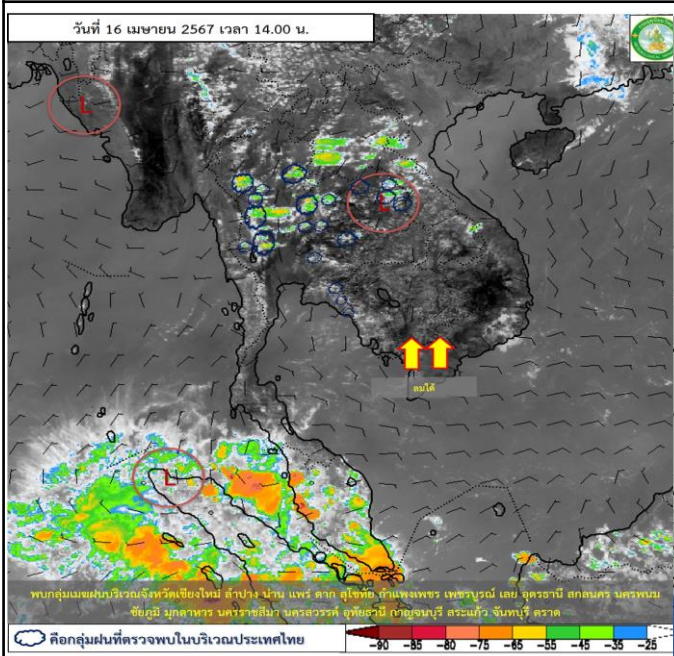 วันที่ 16 เมษายน 2567 เวลา 14.00 น.
L
L
ลมใต้
L
พบกลุ่มเมฆฝนบริเวณจังหวัดเชียงใหม่ ลำปาง น่าน แพร่ ตาก สุโขทัย กำแพงเพชร เพชรบูรณ์ เลย อุดรธานี สกลนคร นครพนม
ชัยภูมิ มุกดาหาร นครราชสีมา นครสวรรค์ อุทัยธานี กาญจนบุรี สระแก้ว จันทบุรี ตราด
คือกลุ่มฝนที่ตรวจพบในบริเวณประเทศไทย
-90 -85 -80 -75 -65 -55 -45 -35 -25